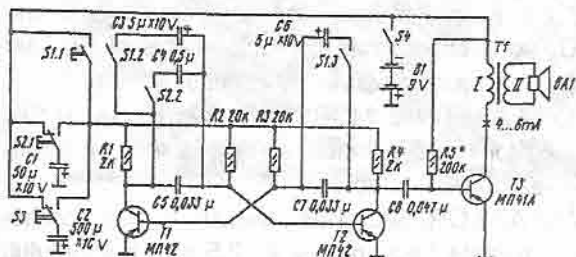 C3 5µ×10V
C6
5µ×10V
S1.1
S1.2
C4 0,5µ
S1.3
S4
S2.2
B1
9V
Tf
I
II
BA1
4...6mA
S2.1
C1
50µ
×10V
R1
2K
R2 20K
R3 20K
R4
2K
R5*
200K
S3
C2
500µ
×10V
C5 0,033µ
C7 0,033µ
C8 0,047µ
T1
МП42
T2
МП42
T3
МП41А